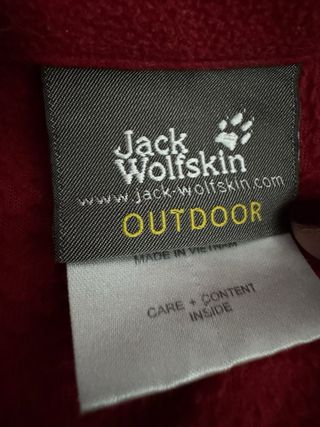 Jack
Wolfskin
www.jack-wolfskin.com
OUTDOOR
MADE IN VIETNAM
CARE + CONTENT
INSIDE